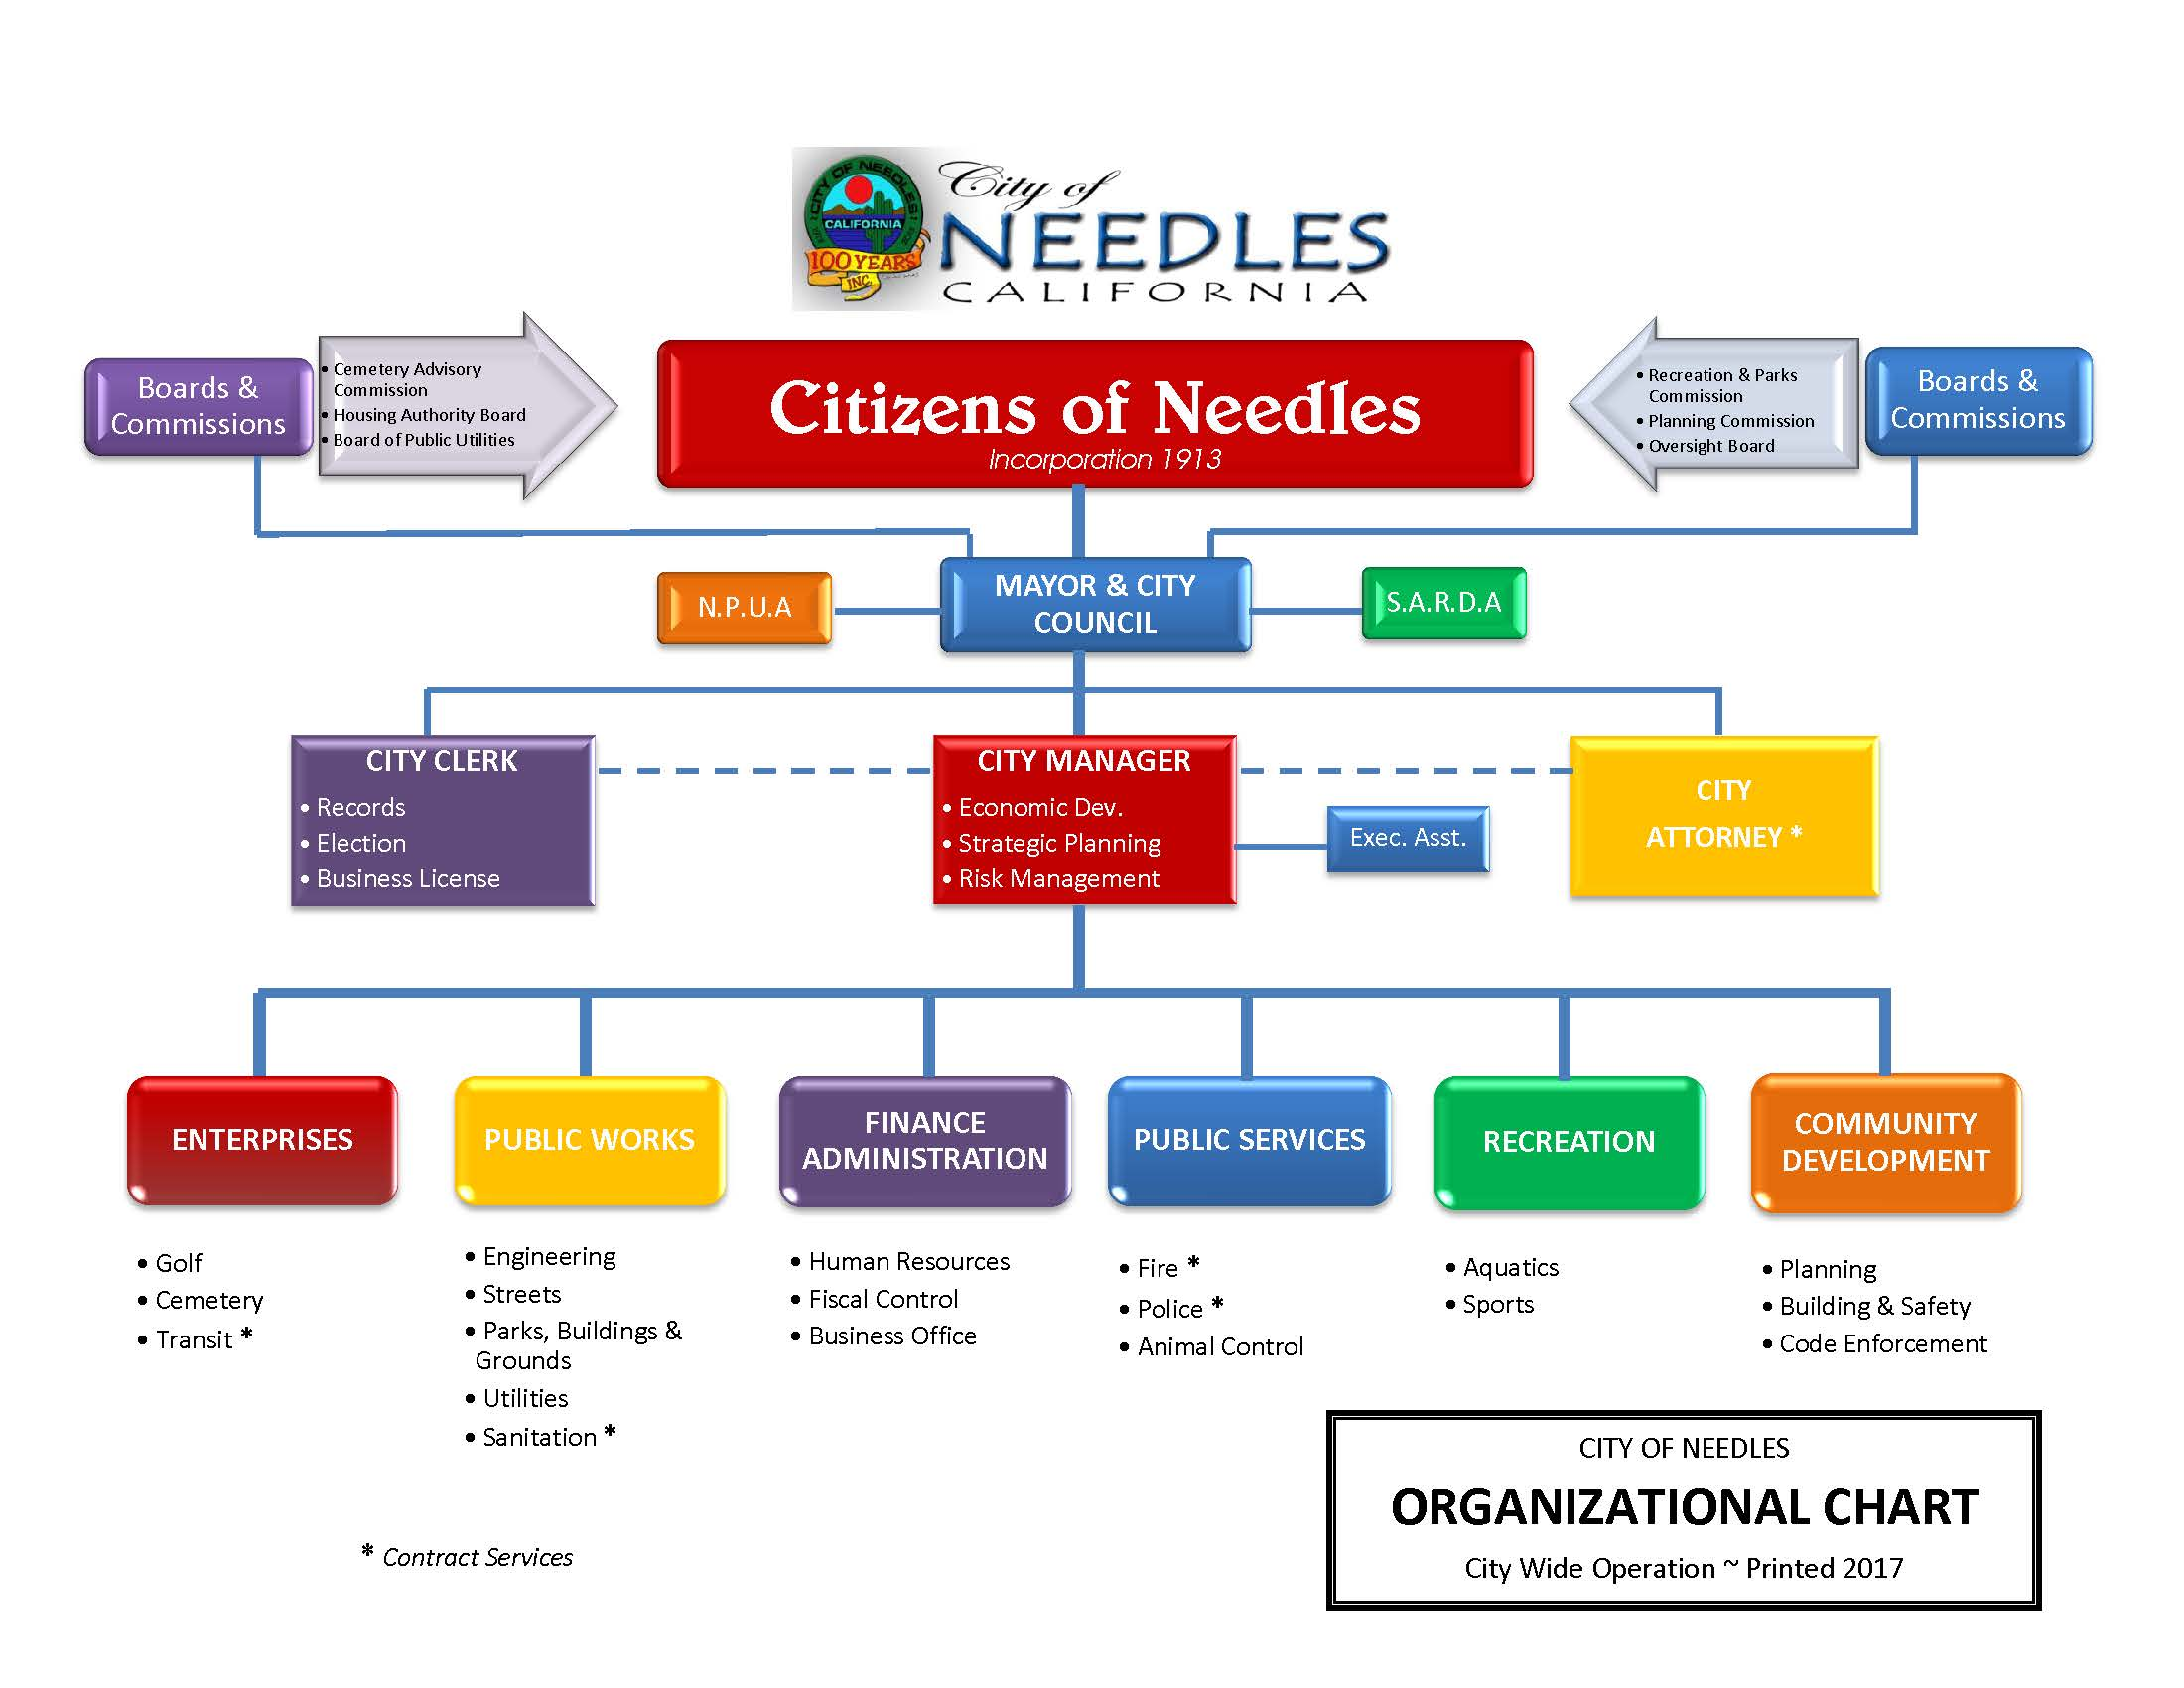 CITY OF NEEDLES
CALIFORNIA
100 YEARS
INC.
City of
NEEDLES
CALIFORNIA
Boards &
Commissions
• Cemetery Advisory
Commission
• Housing Authority Board
• Board of Public Utilities
Citizens of Needles
Incorporation 1913
• Recreation & Parks
Commission
• Planning Commission
• Oversight Board
Boards &
Commissions
N.P.U.A
MAYOR & CITY
COUNCIL
S.A.R.D.A
CITY CLERK
• Records
• Election
• Business License
CITY MANAGER
• Economic Dev.
• Strategic Planning
• Risk Management
Exec. Asst.
CITY
ATTORNEY *
ENTERPRISES
• Golf
• Cemetery
• Transit *
PUBLIC WORKS
• Engineering
• Streets
• Parks, Buildings &
Grounds
• Utilities
• Sanitation *
FINANCE
ADMINISTRATION
• Human Resources
• Fiscal Control
• Business Office
PUBLIC SERVICES
• Fire *
• Police *
• Animal Control
RECREATION
• Aquatics
• Sports
COMMUNITY
DEVELOPMENT
• Planning
• Building & Safety
• Code Enforcement
* Contract Services
CITY OF NEEDLES
ORGANIZATIONAL CHART
City Wide Operation ~ Printed 2017